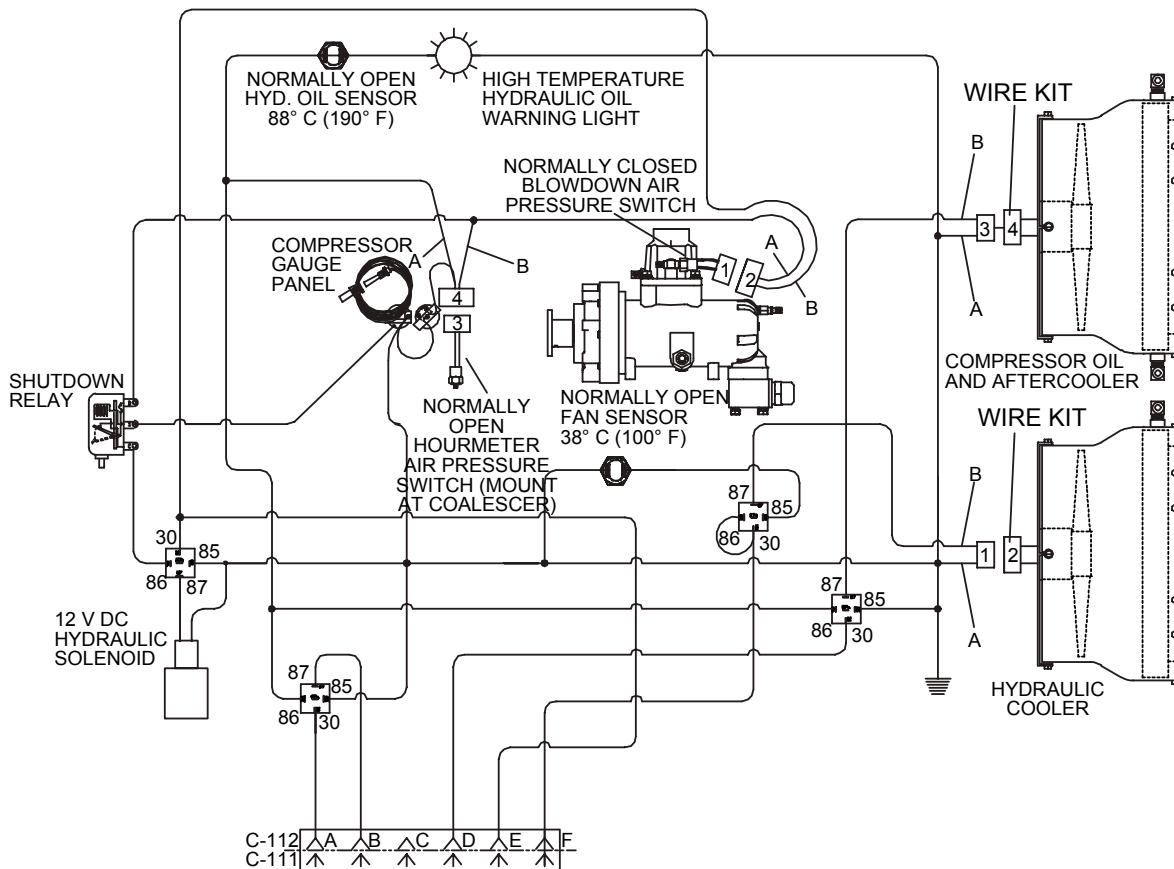 NORMALLY OPEN
HYD. OIL SENSOR
88° C (190° F)
HIGH TEMPERATURE
HYDRAULIC OIL
WARNING LIGHT
NORMALLY CLOSED
BLOWDOWN AIR
PRESSURE SWITCH
WIRE KIT
B
3
4
A
COMPRESSOR OIL
AND AFTERCOOLER
COMPRESSOR
GAUGE
PANEL
A
B
4
3
1
2
A
B
SHUTDOWN
RELAY
NORMALLY
OPEN
HOURMETER
AIR PRESSURE
SWITCH (MOUNT
AT COALESCER)
NORMALLY OPEN
FAN SENSOR
38° C (100° F)
WIRE KIT
B
1
2
A
HYDRAULIC
COOLER
87
85
86
30
30
85
86
87
87
85
86
30
12 V DC
HYDRAULIC
SOLENOID
87
85
86
30
C-112
A
B
C
D
E
F
C-111